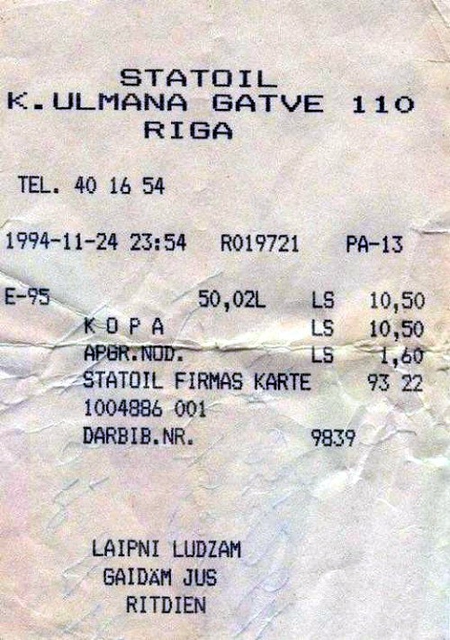 STATOIL
K.ULMANA GATVE 110
RIGA
TEL. 40 16 54
1994-11-24 23:54 R019721 PA-13
E-95 50,02L LS 10,50
K O P A LS 10,50
APGR.NOD. LS 1,60
STATOIL FIRMAS KARTE 93 22
1004886 001
DARBIB.NR. 9839
LAIPNI LUDZAM
GAIDÄM JUS
RITDIEN